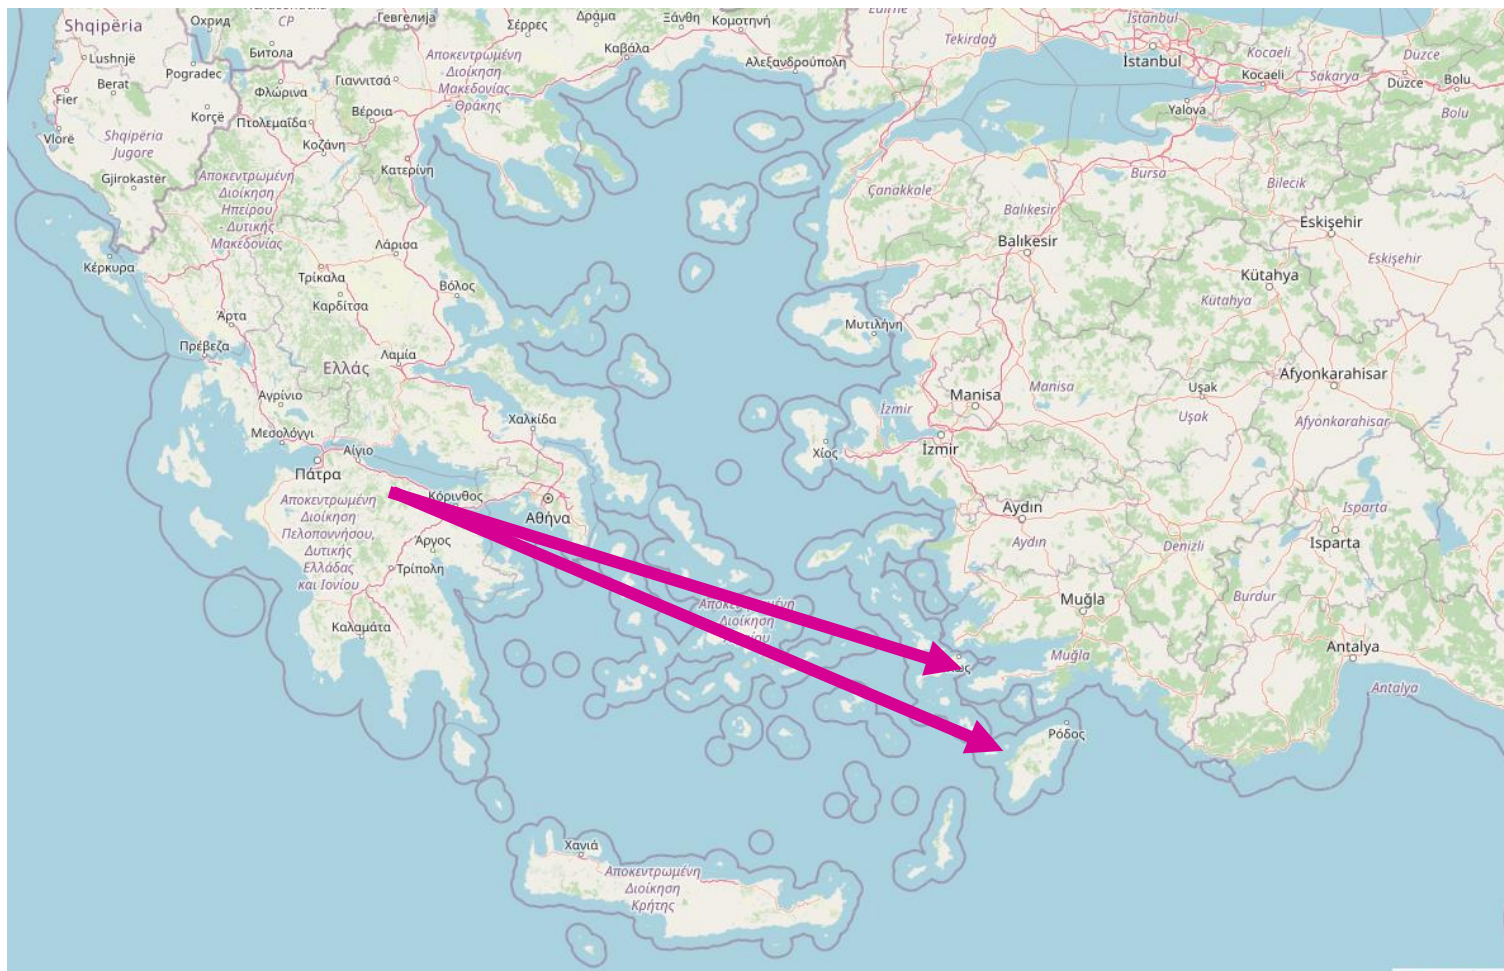 Shqipëria
Охрид
Гевгелија
Σέρρες
Δράμα
Ξάνθη
Κομοτηνή
Edirne
Tekirdağ
İstanbul
İstanbul
Kocaeli
Kocaeli
Sakarya
Düzce
Düzce
Bolu
Bolu
Lushnjë
Битола
Αποκεντρωμένη
Διοίκηση
Μακεδονίας
- Θράκης
Καβάλα
Αλεξανδρούπολη
Berat
Pogradec
Φλώρινα
Γιαννιτσά
Fier
Korçë
Πτολεμαΐδα
Βέροια
Yalova
Vlorë
Shqipëria
Jugore
Κοζάνη
Gjirokastër
Αποκεντρωμένη
Διοίκηση
Ηπείρου
- Δυτικής
Μακεδονίας
Κατερίνη
Çanakkale
Bursa
Bilecik
Balıkesir
Balıkesir
Eskişehir
Eskişehir
Κέρκυρα
Λάρισα
Τρίκαλα
Καρδίτσα
Βόλος
Kütahya
Kütahya
Άρτα
Πρέβεζα
Μυτιλήνη
Λαμία
Ελλάς
Afyonkarahisar
Manisa
Manisa
Uşak
Uşak
Afyonkarahisar
Αγρίνιο
Χαλκίδα
İzmir
İzmir
Μεσολόγγι
Αίγιο
Πάτρα
Χίος
Κόρινθος
Αθήνα
Αποκεντρωμένη
Διοίκηση
Πελοποννήσου,
Δυτικής
Ελλάδας
και Ιονίου
Άργος
Τρίπολη
Aydın
Aydın
Denizli
Isparta
Isparta
Burdur
Καλαμάτα
Αποκεντρωμένη
Διοίκηση
Muğla
Muğla
Antalya
Antalya
Ρόδος
Χανιά
Αποκεντρωμένη
Διοίκηση
Κρήτης